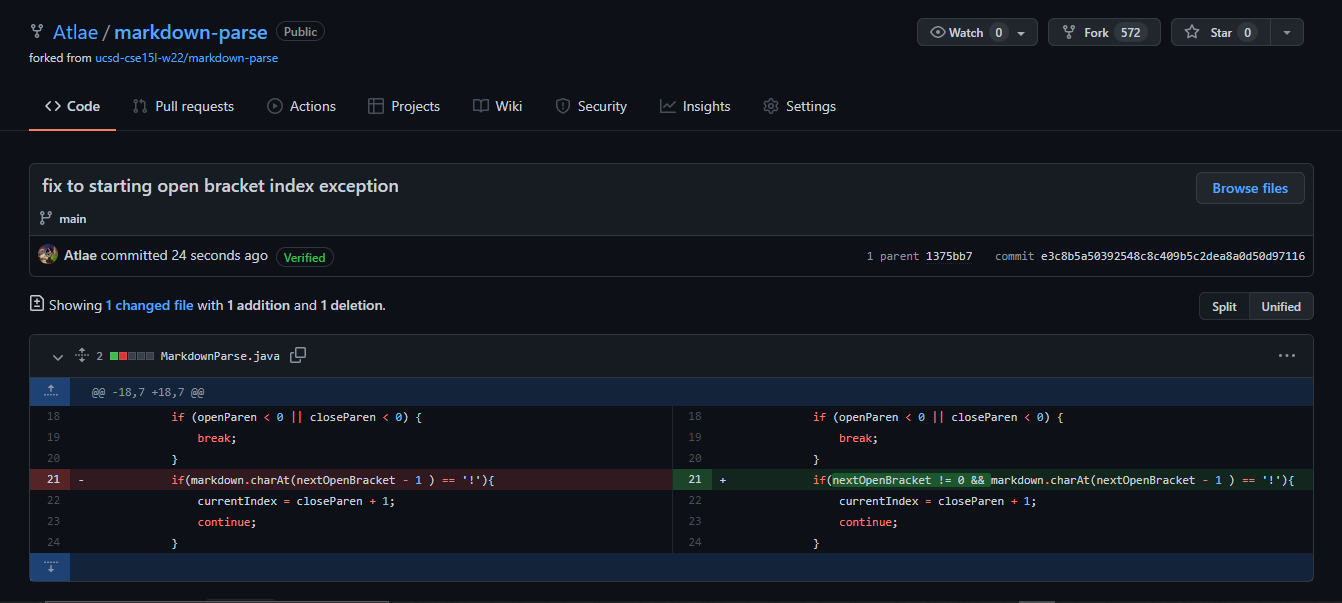 Atlae / markdown-parse Public Watch 0 Fork 572 Star 0
forked from ucsd-cse15l-w22/markdown-parse
Code Pull requests Actions Projects Wiki Security Insights Settings
fix to starting open bracket index exception Browse files
main
Atlae committed 24 seconds ago Verified 1 parent 1375bb7 commit e3c8b5a50392548c8c409b5c2dea8a0d50d97116
Showing 1 changed file with 1 addition and 1 deletion. Split Unified
2 MarkdownParse.java
@@ -18,7 +18,7 @@
18 if (openParen < 0 || closeParen < 0) { 18 if (openParen < 0 || closeParen < 0) {
19 break; 19 break;
20 } 20 }
21 - if(markdown.charAt(nextOpenBracket - 1 ) == '!'){ 21 + if(nextOpenBracket != 0 && markdown.charAt(nextOpenBracket - 1 ) == '!'){
22 currentIndex = closeParen + 1; 22 currentIndex = closeParen + 1;
23 continue; 23 continue;
24 } 24 }